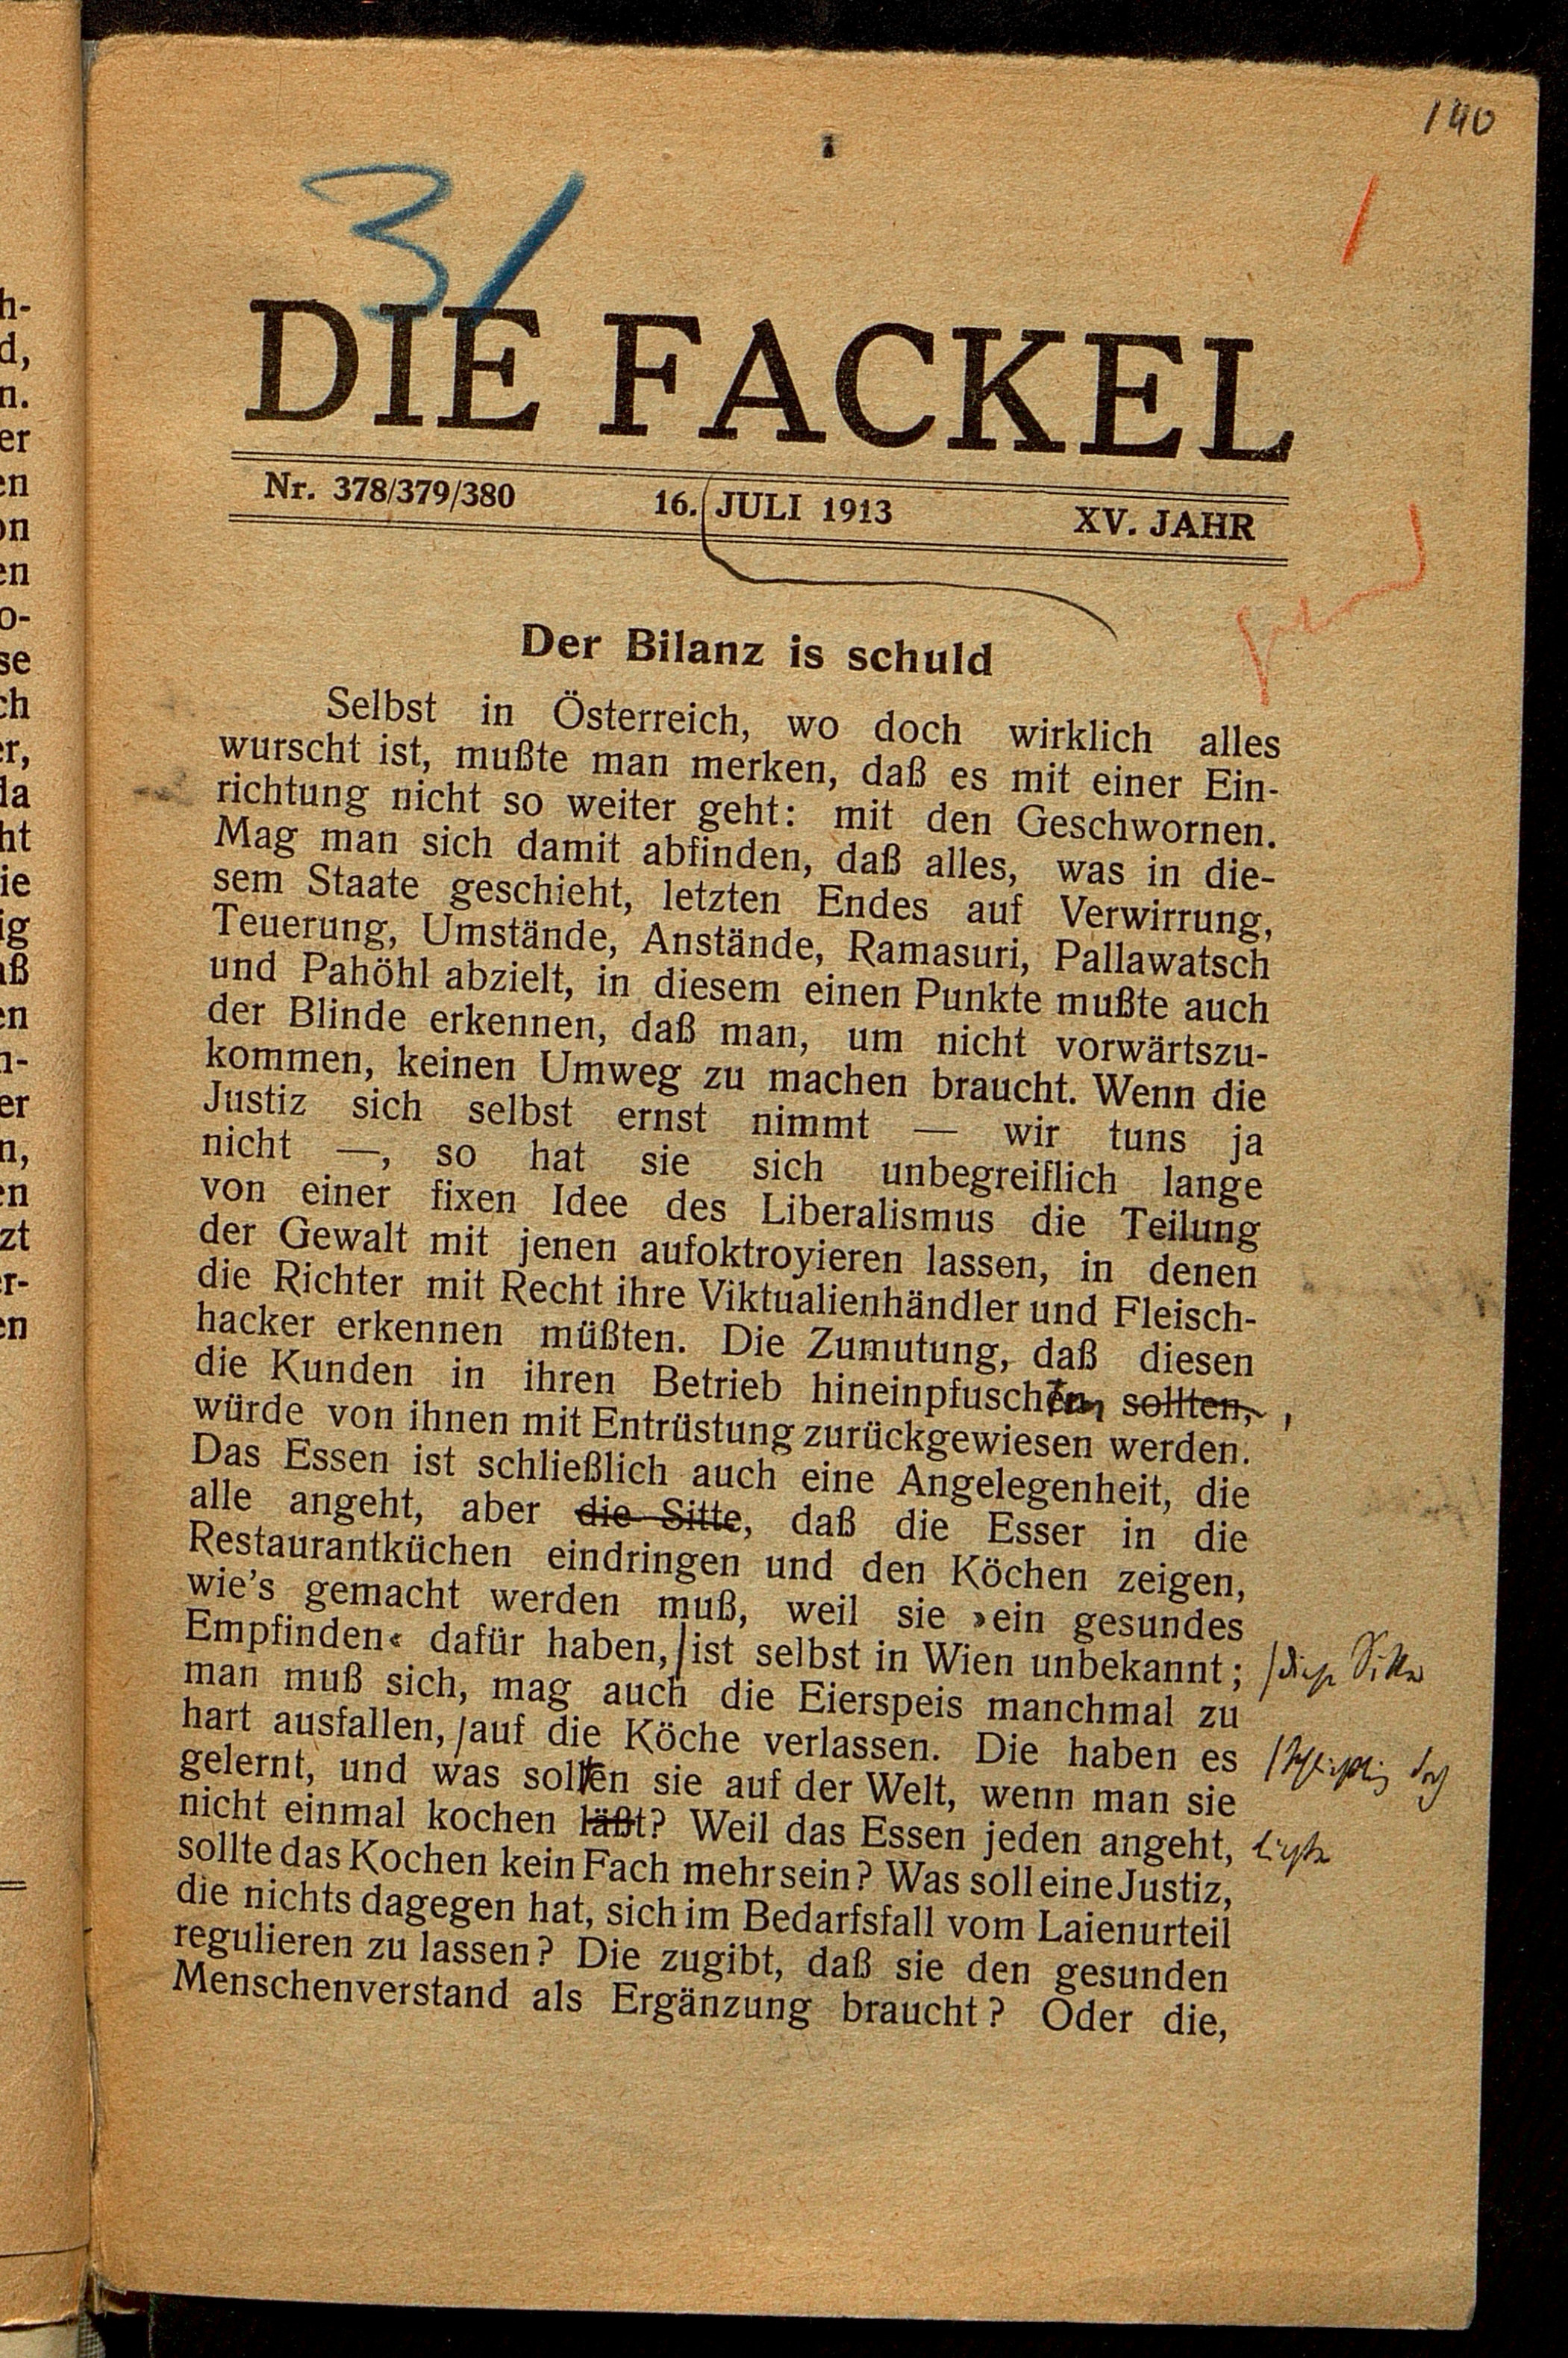 140
3/
DIE FACKEL
Nr. 378/379/380 16. JULI 1913 XV. JAHR
Der Bilanz is schuld
Selbst in Österreich, wo doch wirklich alles
wurscht ist, mußte man merken, daß es mit einer Ein-
richtung nicht so weiter geht: mit den Geschwornen.
Mag man sich damit abfinden, daß alles, was in die-
sem Staate geschieht, letzten Endes auf Verwirrung,
Teuerung, Umstände, Anstände, Ramasuri, Pallawatsch
und Pahöhl abzielt, in diesem einen Punkte mußte auch
der Blinde erkennen, daß man, um nicht vorwärtszu-
kommen, keinen Umweg zu machen braucht. Wenn die
Justiz sich selbst ernst nimmt — wir tuns ja
nicht —, so hat sie sich unbegreiflich lange
von einer fixen Idee des Liberalismus die Teilung
der Gewalt mit jenen aufoktroyieren lassen, in denen
die Richter mit Recht ihre Viktualienhändler und Fleisch-
hacker erkennen müßten. Die Zumutung, daß diesen
die Kunden in ihren Betrieb hineinpfuschten sollten, ,
würde von ihnen mit Entrüstung zurückgewiesen werden.
Das Essen ist schließlich auch eine Angelegenheit, die
alle angeht, aber die Sitte, daß die Esser in die
Restaurantküchen eindringen und den Köchen zeigen,
wie's gemacht werden muß, weil sie »ein gesundes
Empfinden« dafür haben, / ist selbst in Wien unbekannt; / diese Sitte
man muß sich, mag auch die Eierspeis manchmal zu
hart ausfallen, / auf die Köche verlassen. Die haben es / schließlich doch
gelernt, und was sollten sie auf der Welt, wenn man sie
nicht einmal kochen läßt? Weil das Essen jeden angeht, ließe
sollte das Kochen kein Fach mehr sein? Was soll eine Justiz,
die nichts dagegen hat, sich im Bedarfsfall vom Laienurteil
regulieren zu lassen? Die zugibt, daß sie den gesunden
Menschenverstand als Ergänzung braucht? Oder die,